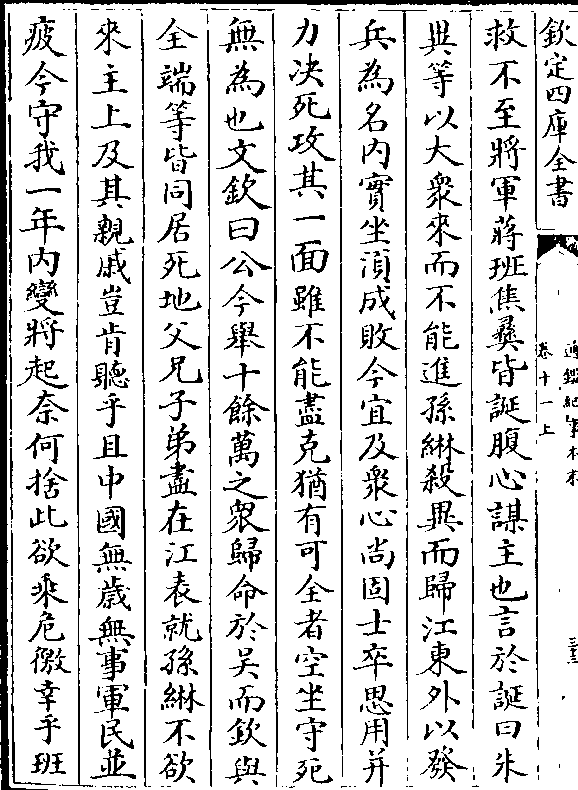 欽定四庫全書
通鑑紀事本末
卷十一上
三三
救不至將軍蔣班焦彝皆誕腹心謀主也言於誕曰朱
異等以大衆來而不能進孫綝殺異而歸江東外以發
兵為名内實坐湏成敗今宜及衆心尚固士卒思用并
力决死攻其一面雖不能盡克猶有可全者空坐守死
無為也文欽曰公今舉十餘萬之衆歸命於吳而欽與
全端等皆同居死地父兄子弟盡在江表就孫綝不欲
來主上及其親戚豈肯聽乎且中國無歳無事軍民並
疲今守我一年内變將起奈何捨此欲乘危徼幸乎班